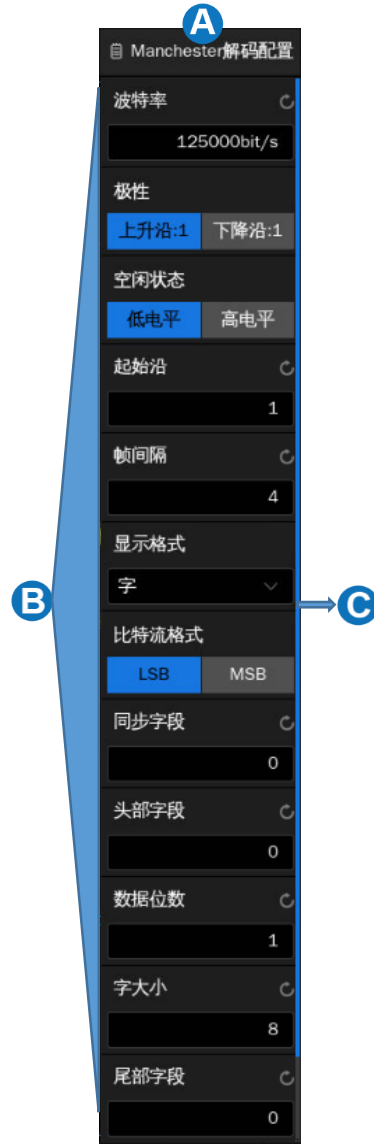 A
Manchester解码配置
波特率
125000bit/s
极性
上升沿:1 下降沿:1
空闲状态
低电平 高电平
起始沿
1
帧间隔
4
显示格式
字
B
C
比特流格式
LSB MSB
同步字段
0
头部字段
0
数据位数
1
字大小
8
尾部字段
0